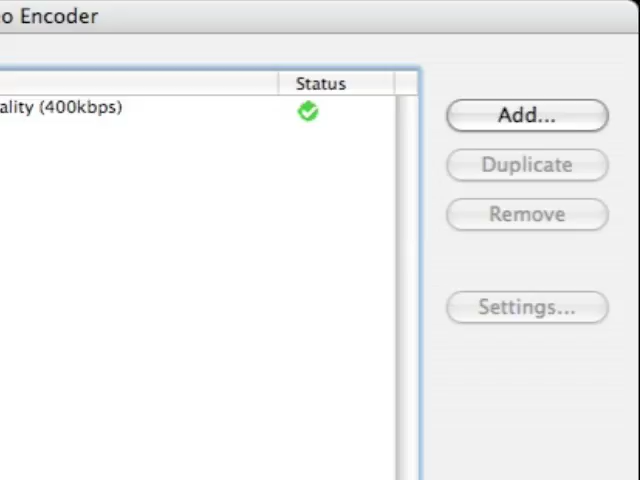 o Encoder
Status
ality (400kbps)
Add...
Duplicate
Remove
Settings...